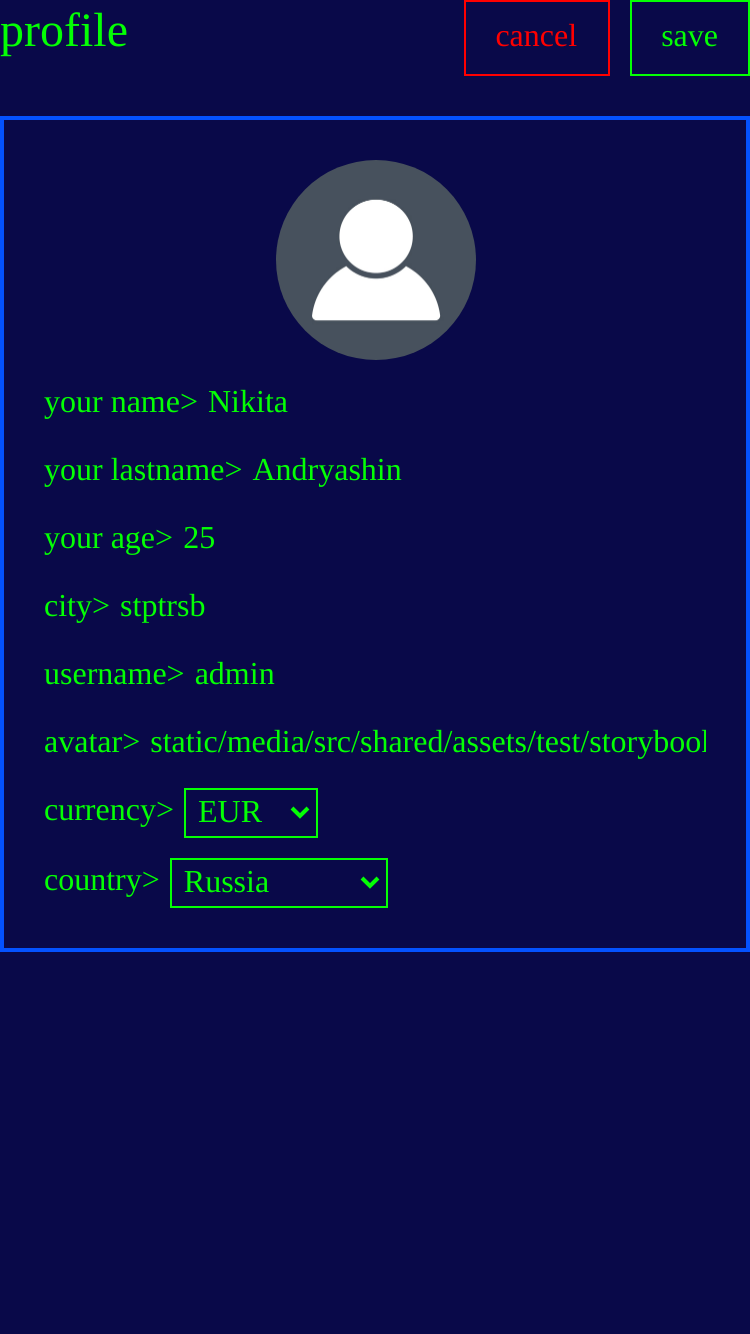 profile
cancel
save
your name> Nikita
your lastname> Andryashin
your age> 25
city> stptrsb
username> admin
avatar> static/media/src/shared/assets/test/storybook
currency> EUR
country> Russia